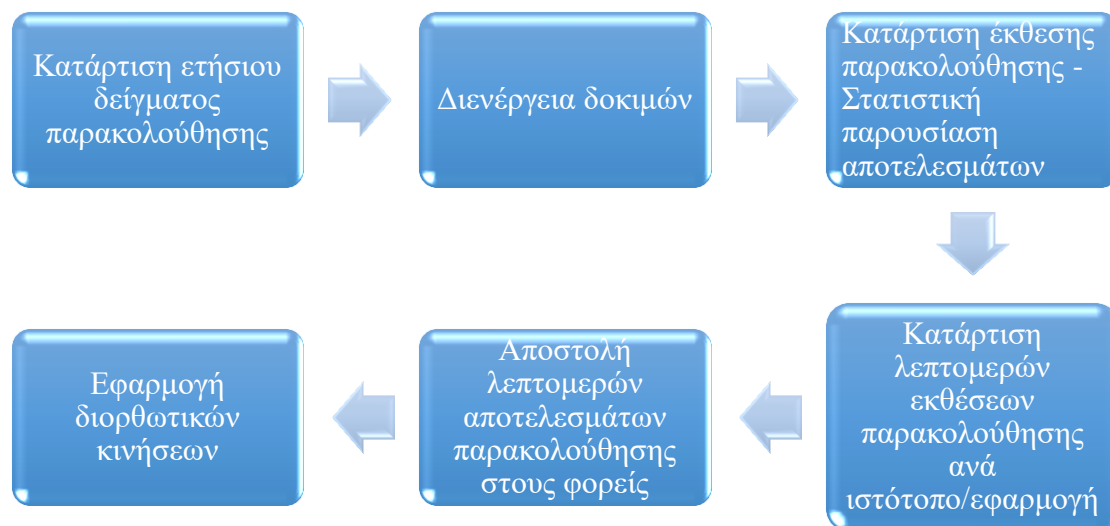 Κατάρτιση ετήσιου
δείγματος
παρακολούθησης
Διενέργεια δοκιμών
Κατάρτιση έκθεσης
παρακολούθησης -
Στατιστική
παρουσίαση
αποτελεσμάτων
Κατάρτιση
λεπτομερών
εκθέσεων
παρακολούθησης
ανά
ιστότοπο/εφαρμογή
Αποστολή
λεπτομερών
αποτελεσμάτων
παρακολούθησης
στους φορείς
Εφαρμογή
διορθωτικών
κινήσεων